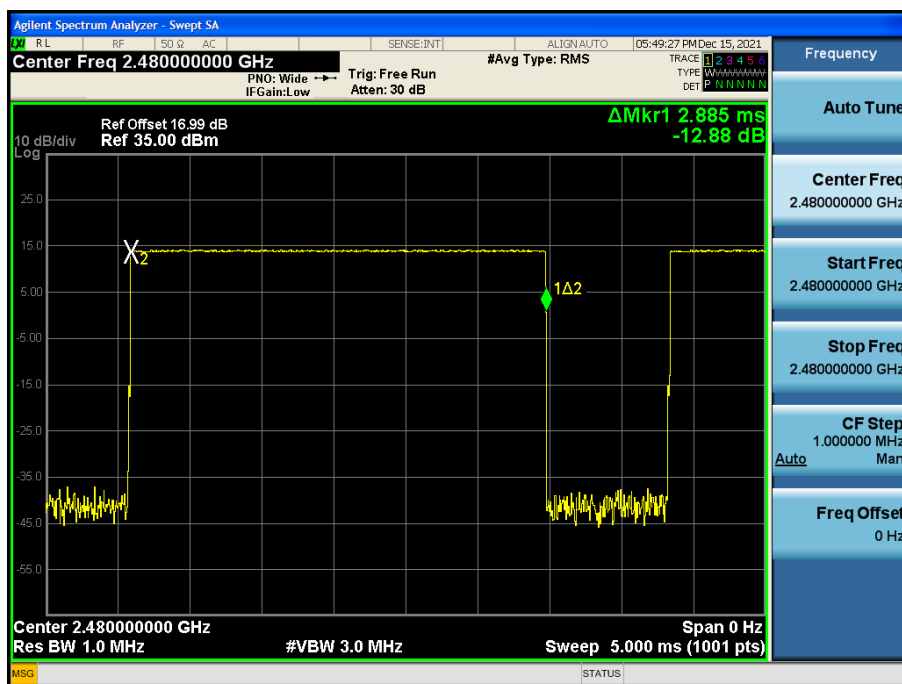 Agilent Spectrum Analyzer - Swept SA
LXI RL RF 50 Ω AC SENSE:INT ALIGN AUTO 05:49:27 PM Dec 15, 2021
Center Freq 2.480000000 GHz
PNO: Wide
IFGain:Low
Trig: Free Run
Atten: 30 dB
#Avg Type: RMS
TRACE 1 2 3 4 5 6
TYPE W
DET P N N N N N
Frequency
Auto Tune
Center Freq
2.480000000 GHz
Start Freq
2.480000000 GHz
Stop Freq
2.480000000 GHz
CF Step
1.000000 MHz
Auto Man
Freq Offset
0 Hz
ΔMkr1 2.885 ms
-12.88 dB
Ref Offset 16.99 dB
10 dB/div Ref 35.00 dBm
Log
25.0
15.0
5.00
-5.00
-15.0
-25.0
-35.0
-45.0
-55.0
2
1Δ2
Center 2.480000000 GHz Span 0 Hz
Res BW 1.0 MHz #VBW 3.0 MHz Sweep 5.000 ms (1001 pts)
MSG STATUS